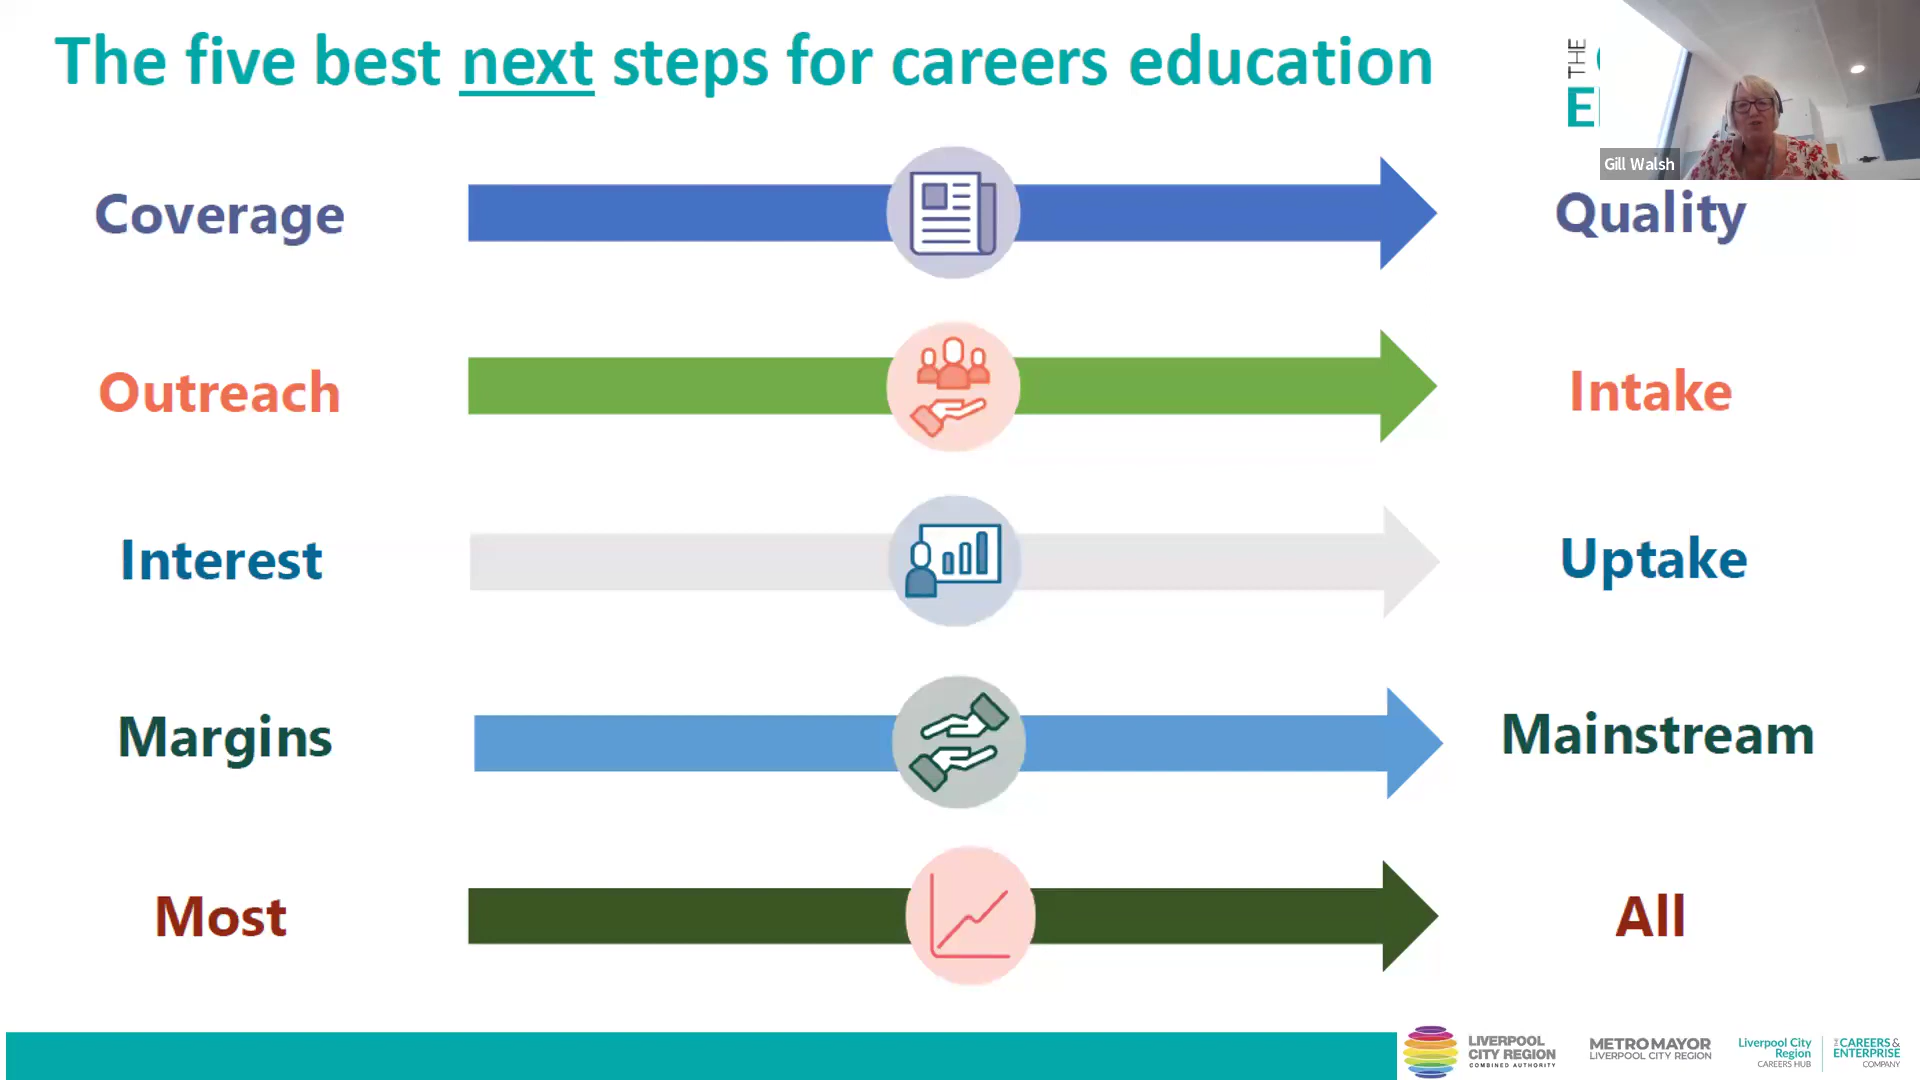 The five best next steps for careers education
THE
Gill Walsh
Coverage
Quality
Outreach
Intake
Interest
Uptake
Margins
Mainstream
Most
All
LIVERPOOL
CITY REGION
COMBINED AUTHORITY
METRO MAYOR
LIVERPOOL CITY REGION
Liverpool City
Region
CAREERS HUB
THE CAREERS &
ENTERPRISE
COMPANY